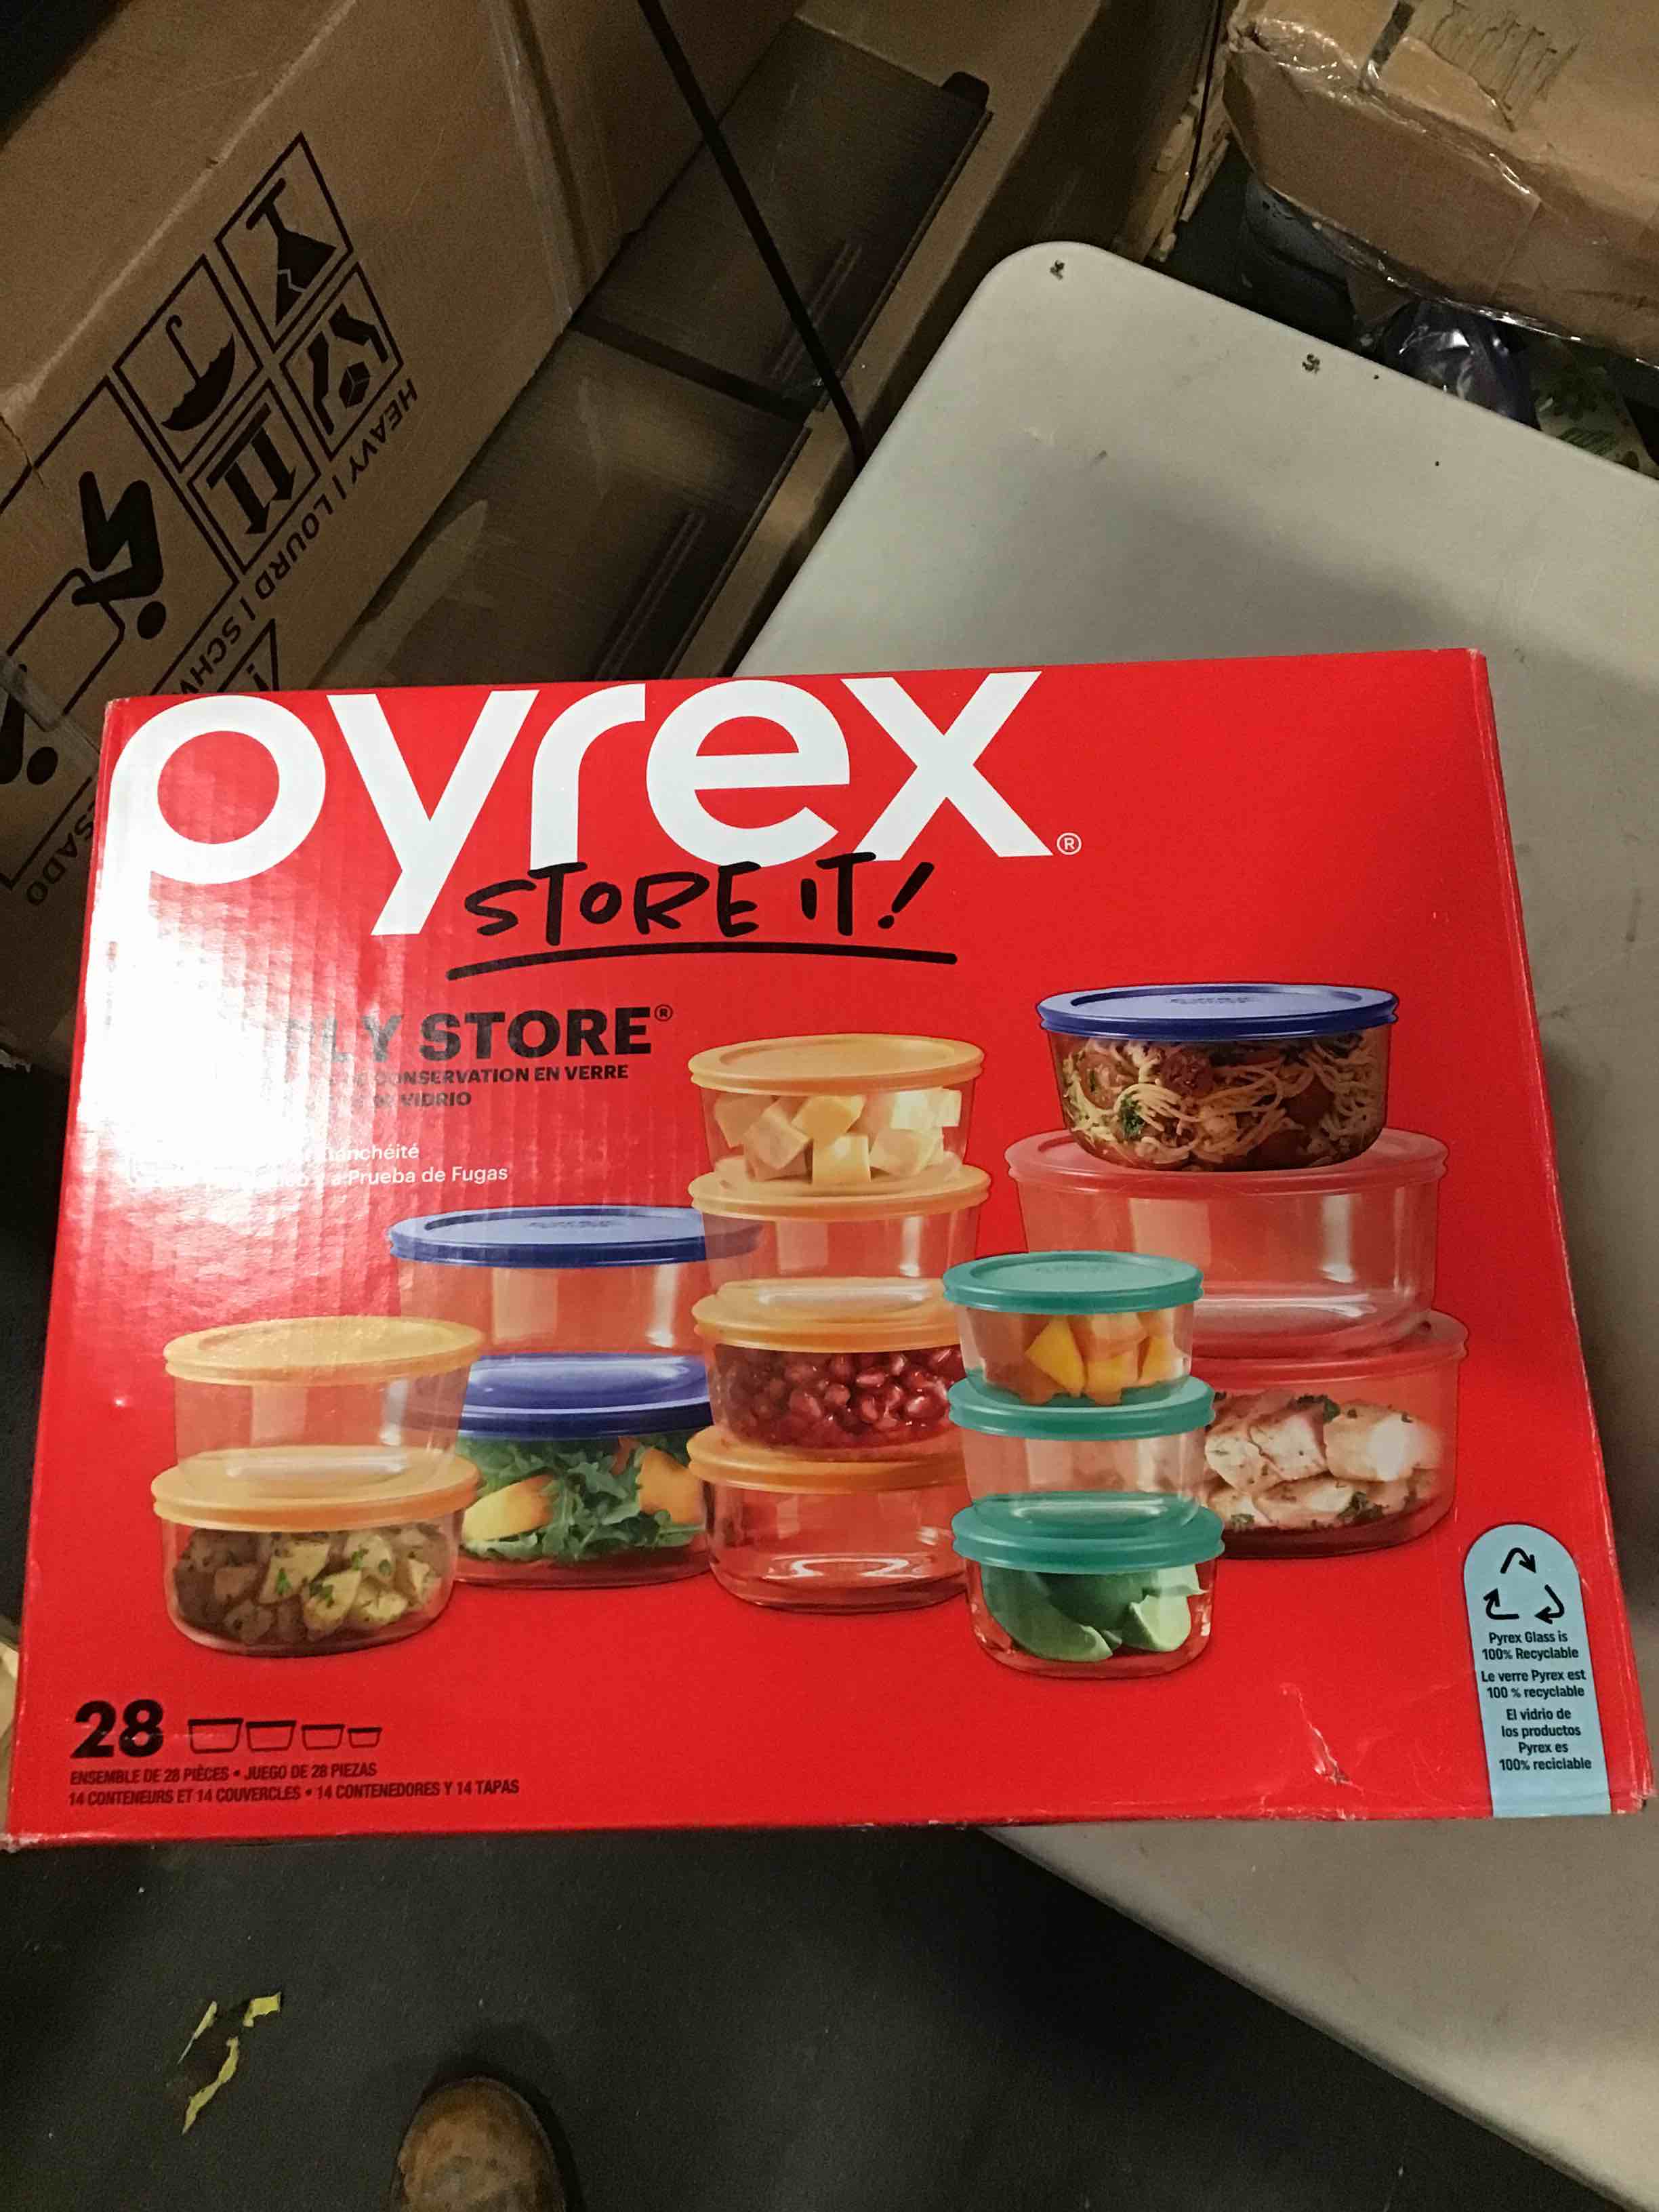 HEAVY | LOURD | SCHW
ESADO
pyrex®
STORE IT!
STORE®
CONSERVATION EN VERRE
VIDRIO
Prueba de Fugas
28
ENSEMBLE DE 28 PIÈCES • JUEGO DE 28 PIEZAS
14 CONTENEURS ET 14 COUVERCLES • 14 CONTENEDORES Y 14 TAPAS
Pyrex Glass is
100% Recyclable
Le verre Pyrex est
100 % recyclable
El vidrio de
los productos
Pyrex es
100% reciclable